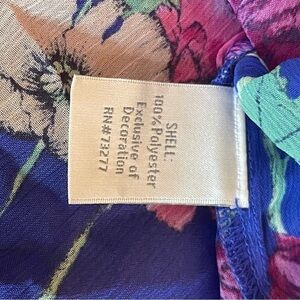 SHELL:
100% Polyester
Exclusive of
Decoration
RN#73277